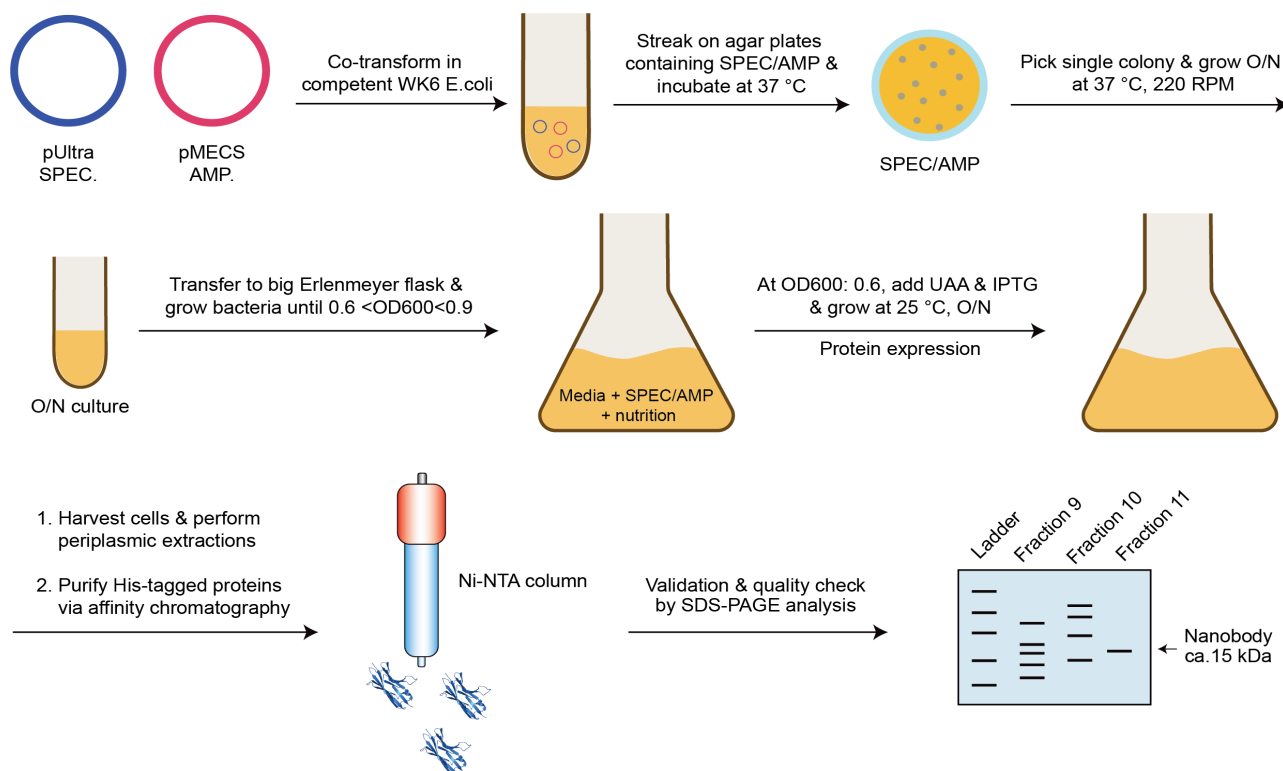 pUltra
SPEC.
pMECS
AMP.
Co-transform in
competent WK6 E.coli
Streak on agar plates
containing SPEC/AMP &
incubate at 37 °C
SPEC/AMP
Pick single colony & grow O/N
at 37 °C, 220 RPM
O/N culture
Transfer to big Erlenmeyer flask &
grow bacteria until 0.6 <OD600<0.9
Media + SPEC/AMP
+ nutrition
At OD600: 0.6, add UAA & IPTG
& grow at 25 °C, O/N
Protein expression
1. Harvest cells & perform
periplasmic extractions
2. Purify His-tagged proteins
via affinity chromatography
Ni-NTA column
Validation & quality check
by SDS-PAGE analysis
Ladder
Fraction 9
Fraction 10
Fraction 11
Nanobody
ca.15 kDa